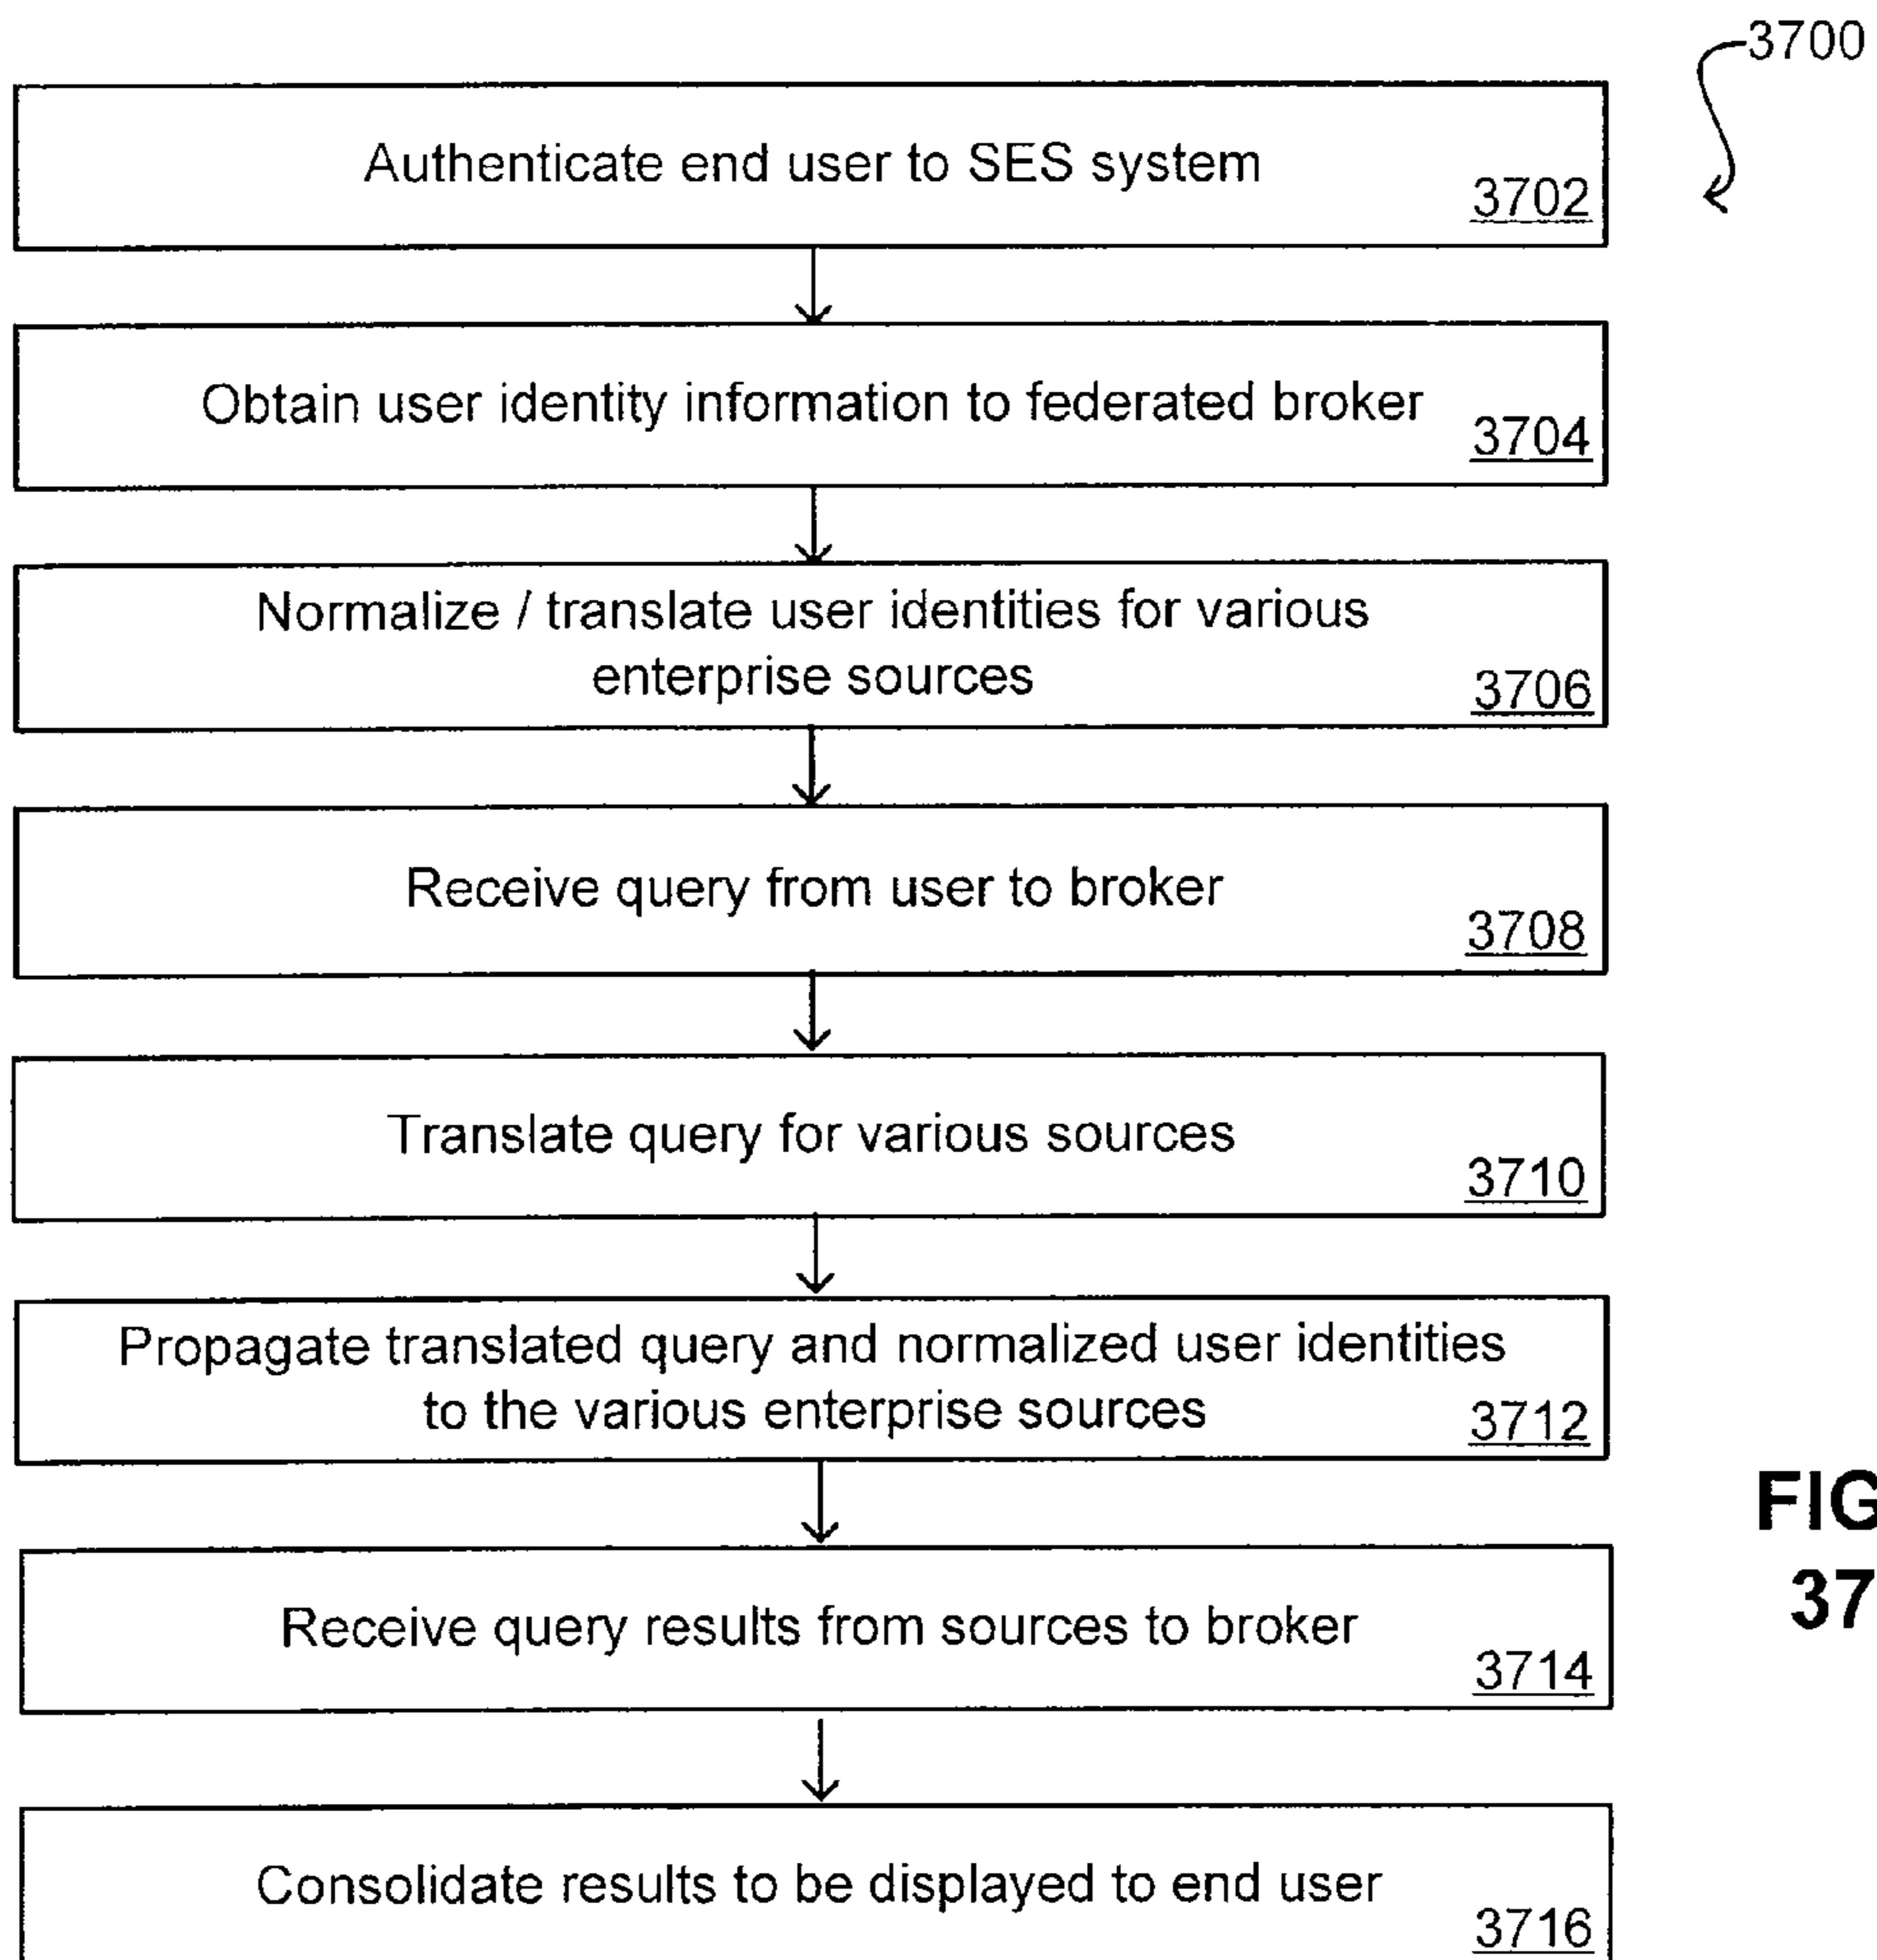 3700
Authenticate end user to SES system
3702
Obtain user identity information to federated broker
3704
Normalize / translate user identities for various
enterprise sources
3706
Receive query from user to broker
3708
Translate query for various sources
3710
Propagate translated query and normalized user identities
to the various enterprise sources
3712
FIG
37
Receive query results from sources to broker
3714
Consolidate results to be displayed to end user
3716